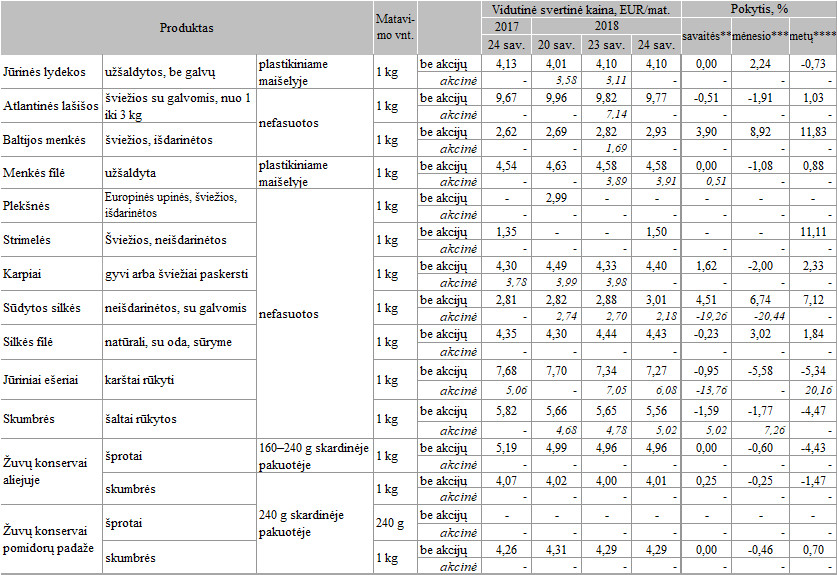 Produktas Matavimo vnt. Vidutinė svertinė kaina, EUR/mat. Pokytis, %
2017 2018 savaitės** mėnesio*** metų****
24 sav. 20 sav. 23 sav. 24 sav.
Jūrinės lydekos užšaldytos, be galvų plastikiniame maišelyje 1 kg be akcijų 4,13 4,01 4,10 4,10 0,00 2,24 -0,73
akcinė - 3,58 3,11 - - - -
Atlantinės lašišos šviežios su galvomis, nuo 1 iki 3 kg nefasuotos 1 kg be akcijų 9,67 9,96 9,82 9,77 -0,51 -1,91 1,03
akcinė - - 7,14 - - - -
Baltijos menkės šviežios, išdarinėtos 1 kg be akcijų 2,62 2,69 2,82 2,93 3,90 8,92 11,83
akcinė - - 1,69 - - - -
Menkės filė užšaldyta plastikiniame maišelyje 1 kg be akcijų 4,54 4,63 4,58 4,58 0,00 -1,08 0,88
akcinė - - 3,89 3,91 0,51 - -
Plekšnės Europinės upinės, šviežios, išdarinėtos nefasuotos 1 kg be akcijų - 2,99 - - - - -
akcinė - - - - - - -
Strimelės Šviežios, neišdarinėtos 1 kg be akcijų 1,35 - - 1,50 - - 11,11
akcinė - - - - - - -
Karpiai gyvi arba šviežiai paskersti 1 kg be akcijų 4,30 4,49 4,33 4,40 1,62 -2,00 2,33
akcinė 3,78 3,99 3,98 - - - -
Sūdytos silkės neišdarinėtos, su galvomis 1 kg be akcijų 2,81 2,82 2,88 3,01 4,51 6,74 7,12
akcinė - 2,74 2,70 2,18 -19,26 -20,44 -
Silkės filė natūrali, su oda, sūryme 1 kg be akcijų 4,35 4,30 4,44 4,43 -0,23 3,02 1,84
akcinė - - - - - - -
Jūriniai ešeriai karštai rūkyti 1 kg be akcijų 7,68 7,70 7,34 7,27 -0,95 -5,58 -5,34
akcinė 5,06 - 7,05 6,08 -13,76 - 20,16
Skumbrės šaltai rūkytos 1 kg be akcijų 5,82 5,66 5,65 5,56 -1,59 -1,77 -4,47
akcinė - 4,68 4,78 5,02 5,02 7,26 -
Žuvų konservai aliejuje šprotai 160–240 g skardinėje pakuotėje 1 kg be akcijų 5,19 4,99 4,96 4,96 0,00 -0,60 -4,43
akcinė - - - - - - -
skumbrės 240 g skardinėje pakuotėje 1 kg be akcijų 4,07 4,02 4,00 4,01 0,25 -0,25 -1,47
akcinė - - - - - - -
Žuvų konservai pomidorų padaže šprotai 240 g be akcijų - - - - - - -
akcinė - - - - - - -
skumbrės 1 kg be akcijų 4,26 4,31 4,29 4,29 0,00 -0,46 0,70
akcinė - - - - - - -